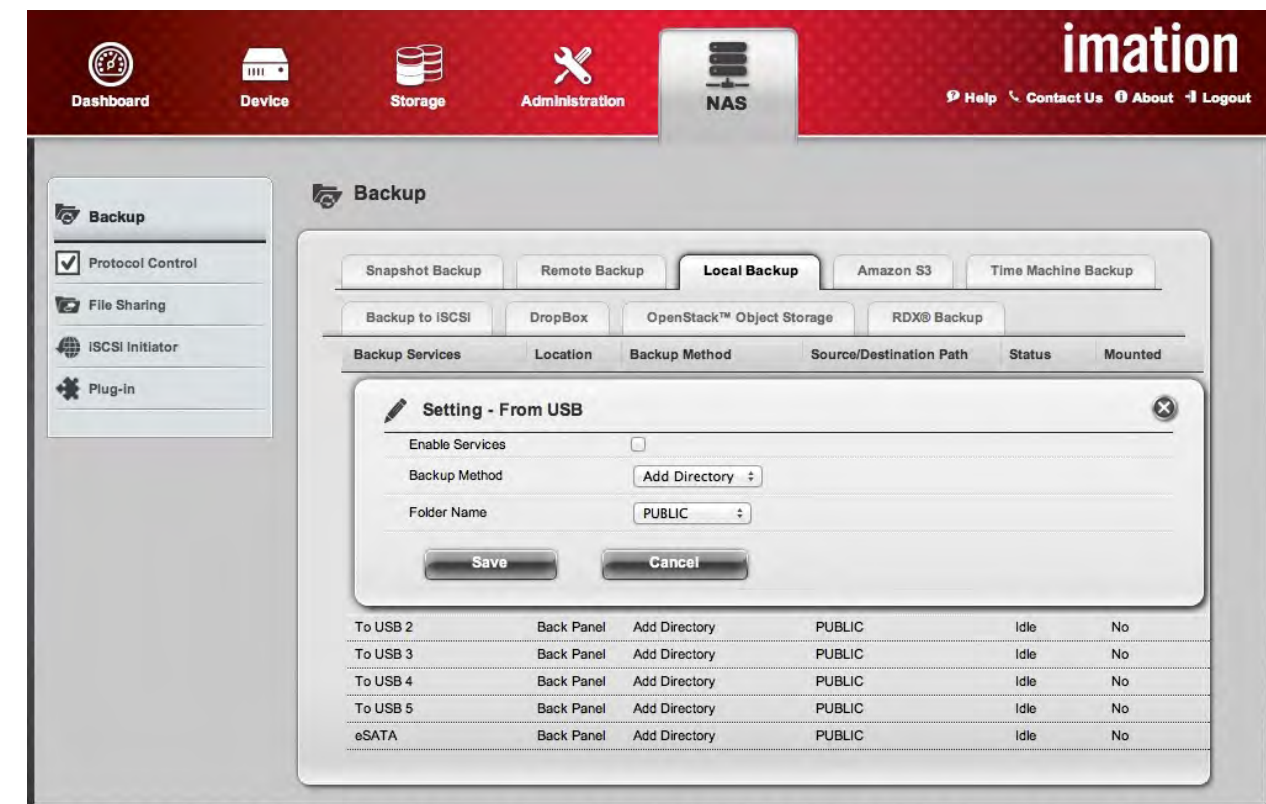 imation
Dashboard Device Storage Administration NAS
Help Contact Us About Logout
Backup
Protocol Control
File Sharing
iSCSI Initiator
Plug-in
Backup
Snapshot Backup Remote Backup Local Backup Amazon S3 Time Machine Backup
Backup to iSCSI DropBox OpenStack™ Object Storage RDX® Backup
Backup Services Location Backup Method Source/Destination Path Status Mounted
Setting - From USB
Enable Services
Backup Method Add Directory
Folder Name PUBLIC
Save Cancel
To USB 2 Back Panel Add Directory PUBLIC Idle No
To USB 3 Back Panel Add Directory PUBLIC Idle No
To USB 4 Back Panel Add Directory PUBLIC Idle No
To USB 5 Back Panel Add Directory PUBLIC Idle No
eSATA Back Panel Add Directory PUBLIC Idle No